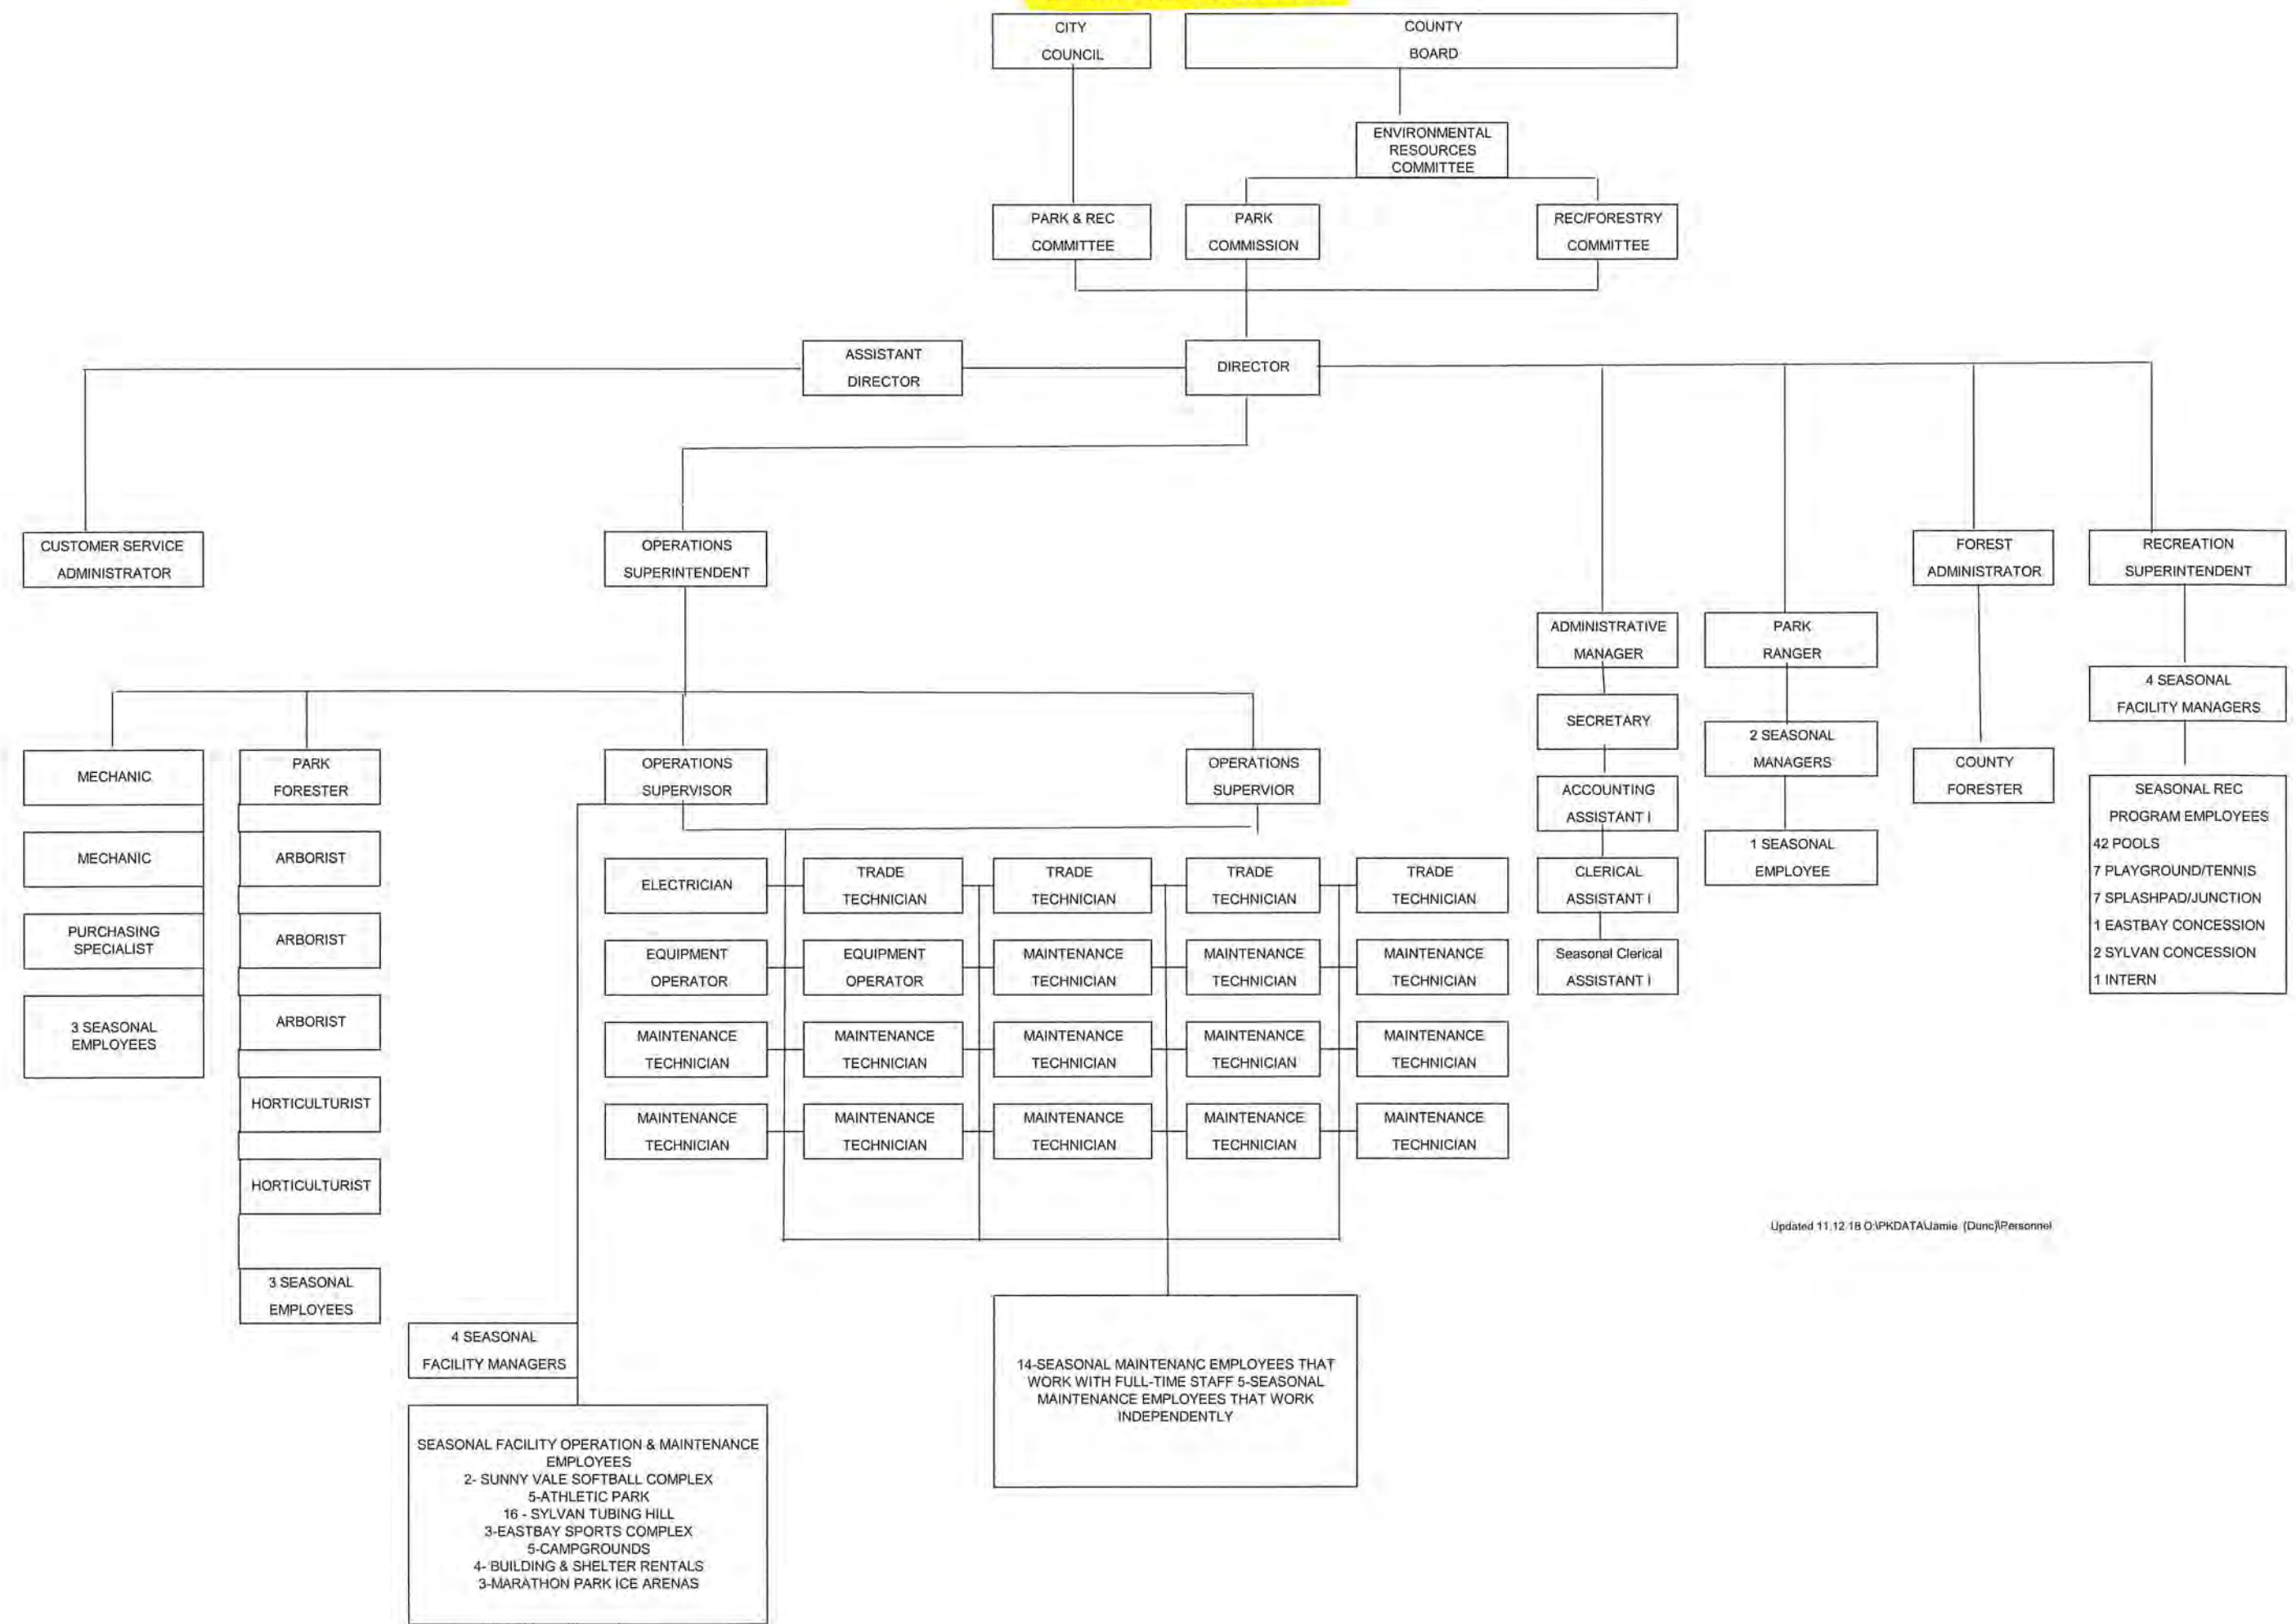 CITY
COUNCIL
COUNTY
BOARD
ENVIRONMENTAL
RESOURCES
COMMITTEE
PARK & REC
COMMITTEE
PARK
COMMISSION
REC/FORESTRY
COMMITTEE
ASSISTANT
DIRECTOR
DIRECTOR
CUSTOMER SERVICE
ADMINISTRATOR
OPERATIONS
SUPERINTENDENT
FOREST
ADMINISTRATOR
RECREATION
SUPERINTENDENT
ADMINISTRATIVE
MANAGER
PARK
RANGER
4 SEASONAL
FACILITY MANAGERS
SECRETARY
2 SEASONAL
MANAGERS
COUNTY
FORESTER
MECHANIC
PARK
FORESTER
OPERATIONS
SUPERVISOR
OPERATIONS
SUPERVIOR
ACCOUNTING
ASSISTANT I
SEASONAL REC
PROGRAM EMPLOYEES
42 POOLS
7 PLAYGROUND/TENNIS
7 SPLASHPAD/JUNCTION
1 EASTBAY CONCESSION
2 SYLVAN CONCESSION
1 INTERN
MECHANIC
ARBORIST
ELECTRICIAN
TRADE
TECHNICIAN
TRADE
TECHNICIAN
TRADE
TECHNICIAN
TRADE
TECHNICIAN
CLERICAL
ASSISTANT I
1 SEASONAL
EMPLOYEE
PURCHASING
SPECIALIST
ARBORIST
EQUIPMENT
OPERATOR
EQUIPMENT
OPERATOR
MAINTENANCE
TECHNICIAN
MAINTENANCE
TECHNICIAN
MAINTENANCE
TECHNICIAN
Seasonal Clerical
ASSISTANT I
3 SEASONAL
EMPLOYEES
ARBORIST
MAINTENANCE
TECHNICIAN
MAINTENANCE
TECHNICIAN
MAINTENANCE
TECHNICIAN
MAINTENANCE
TECHNICIAN
MAINTENANCE
TECHNICIAN
HORTICULTURIST
MAINTENANCE
TECHNICIAN
MAINTENANCE
TECHNICIAN
MAINTENANCE
TECHNICIAN
MAINTENANCE
TECHNICIAN
MAINTENANCE
TECHNICIAN
HORTICULTURIST
Updated 11.12.18 O:\PKDATA\Jamie (Dunc)\Personnel
3 SEASONAL
EMPLOYEES
4 SEASONAL
FACILITY MANAGERS
14-SEASONAL MAINTENANC EMPLOYEES THAT
WORK WITH FULL-TIME STAFF 5-SEASONAL
MAINTENANCE EMPLOYEES THAT WORK
INDEPENDENTLY
SEASONAL FACILITY OPERATION & MAINTENANCE
EMPLOYEES
2- SUNNY VALE SOFTBALL COMPLEX
5-ATHLETIC PARK
16 - SYLVAN TUBING HILL
3-EASTBAY SPORTS COMPLEX
5-CAMPGROUNDS
4- BUILDING & SHELTER RENTALS
3-MARATHON PARK ICE ARENAS